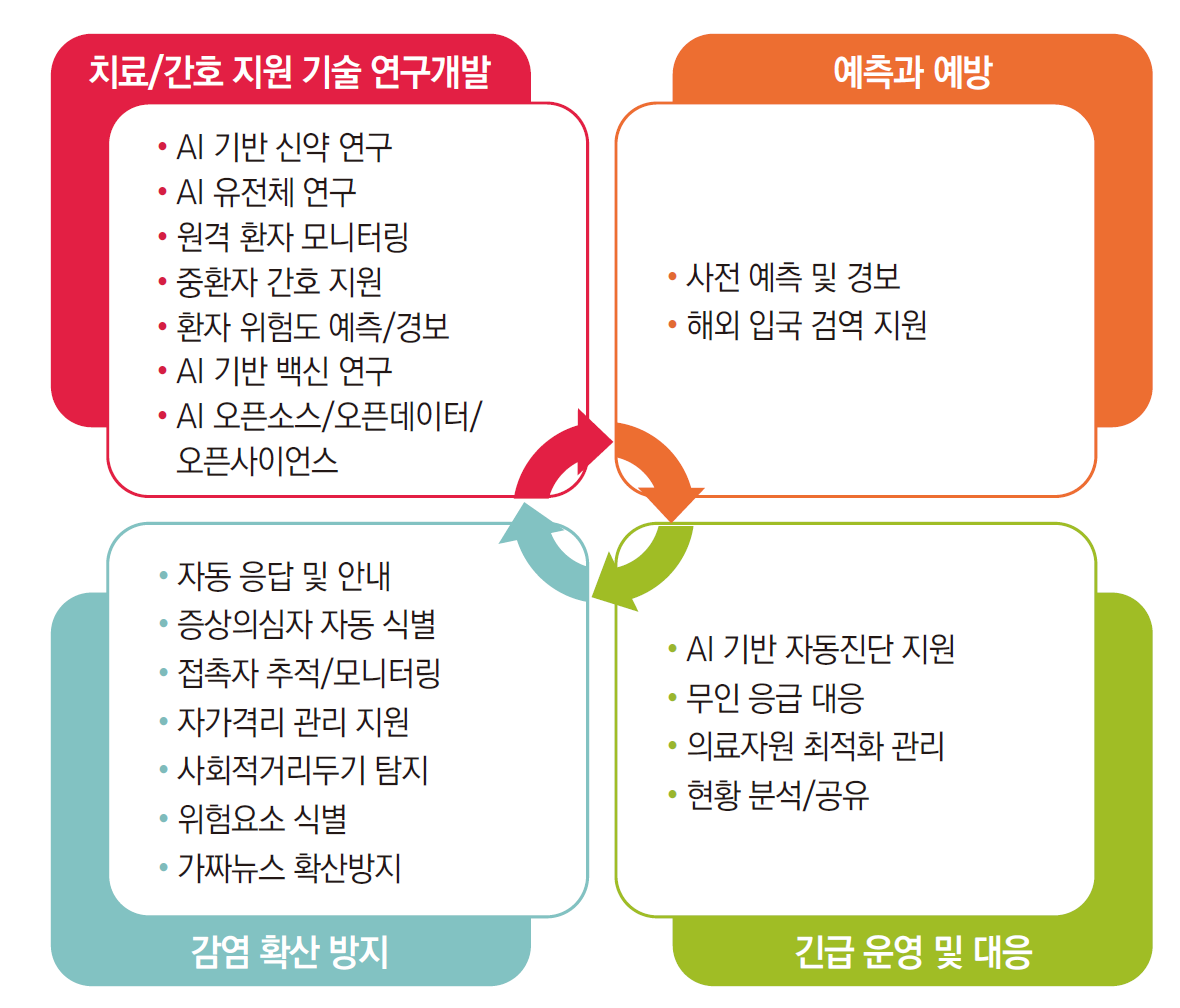 치료/간호 지원 기술 연구개발
• AI 기반 신약 연구
• AI 유전체 연구
• 원격 환자 모니터링
• 중환자 간호 지원
• 환자 위험도 예측/경보
• AI 기반 백신 연구
• AI 오픈소스/오픈데이터/
오픈사이언스
예측과 예방
• 사전 예측 및 경보
• 해외 입국 검역 지원
• 자동 응답 및 안내
• 증상의심자 자동 식별
• 접촉자 추적/모니터링
• 자가격리 관리 지원
• 사회적거리두기 탐지
• 위험요소 식별
• 가짜뉴스 확산방지
감염 확산 방지
• AI 기반 자동진단 지원
• 무인 응급 대응
• 의료자원 최적화 관리
• 현황 분석/공유
긴급 운영 및 대응